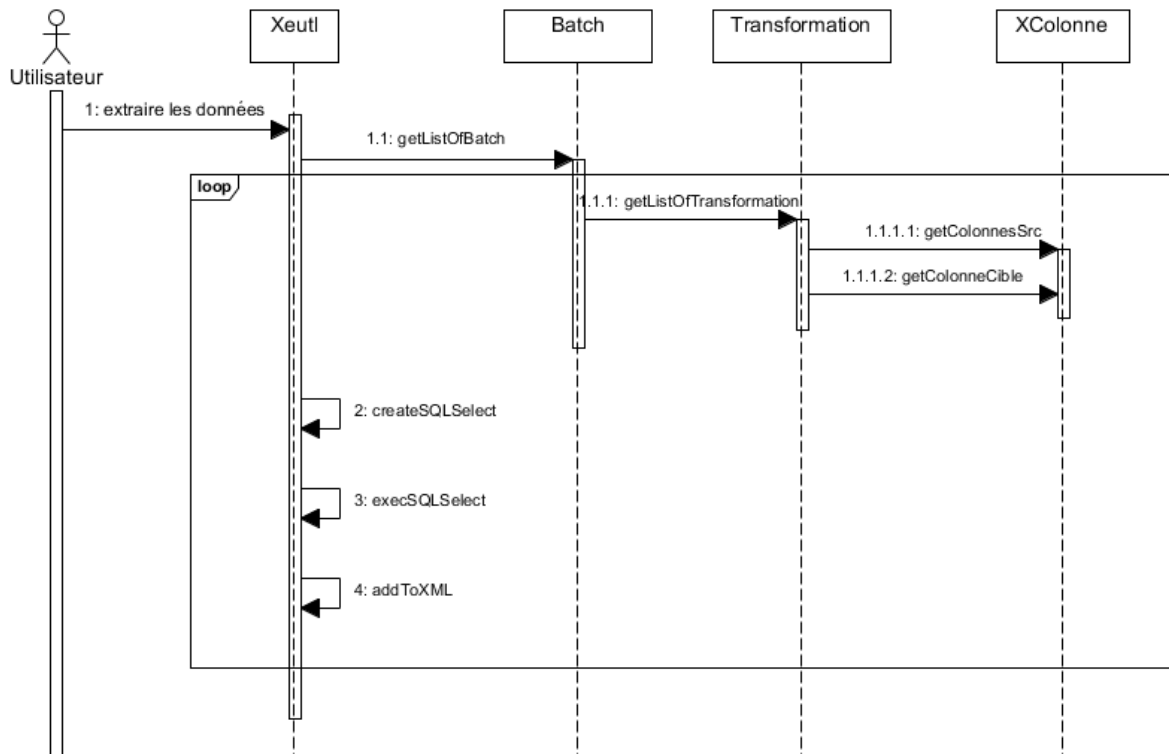 Xeutl
Batch
Transformation
XColonne
Utilisateur
1: extraire les données
1.1: getListOfBatch
loop
1.1.1: getListOfTransformation
1.1.1.1: getColonnesSrc
1.1.1.2: getColonneCible
2: createSQLSelect
3: execSQLSelect
4: addToXML